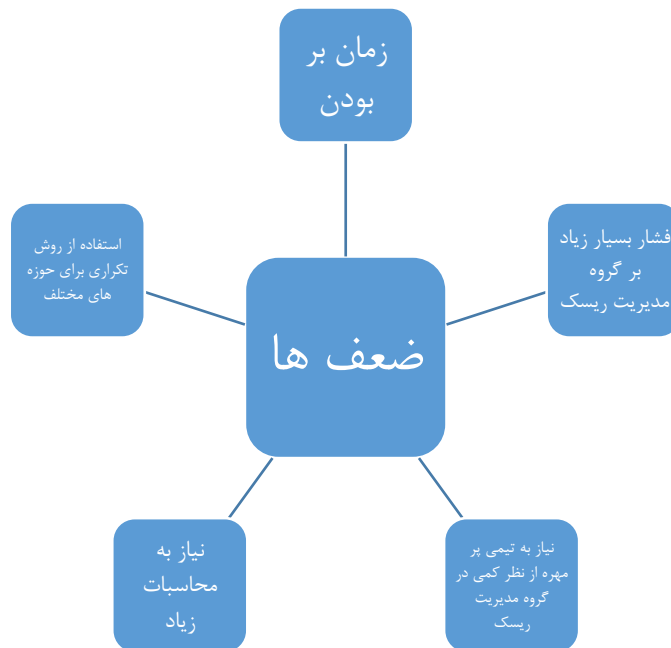 زمان بر
بودن
فشار بسیار زیاد
بر گروه
مدیریت ریسک
استفاده از روش
تکراری برای حوزه
های مختلف
ضعف ها
نیاز به تیمی پر
مهره از نظر کمی در
گروه مدیریت
ریسک
نیاز به
محاسبات
زیاد